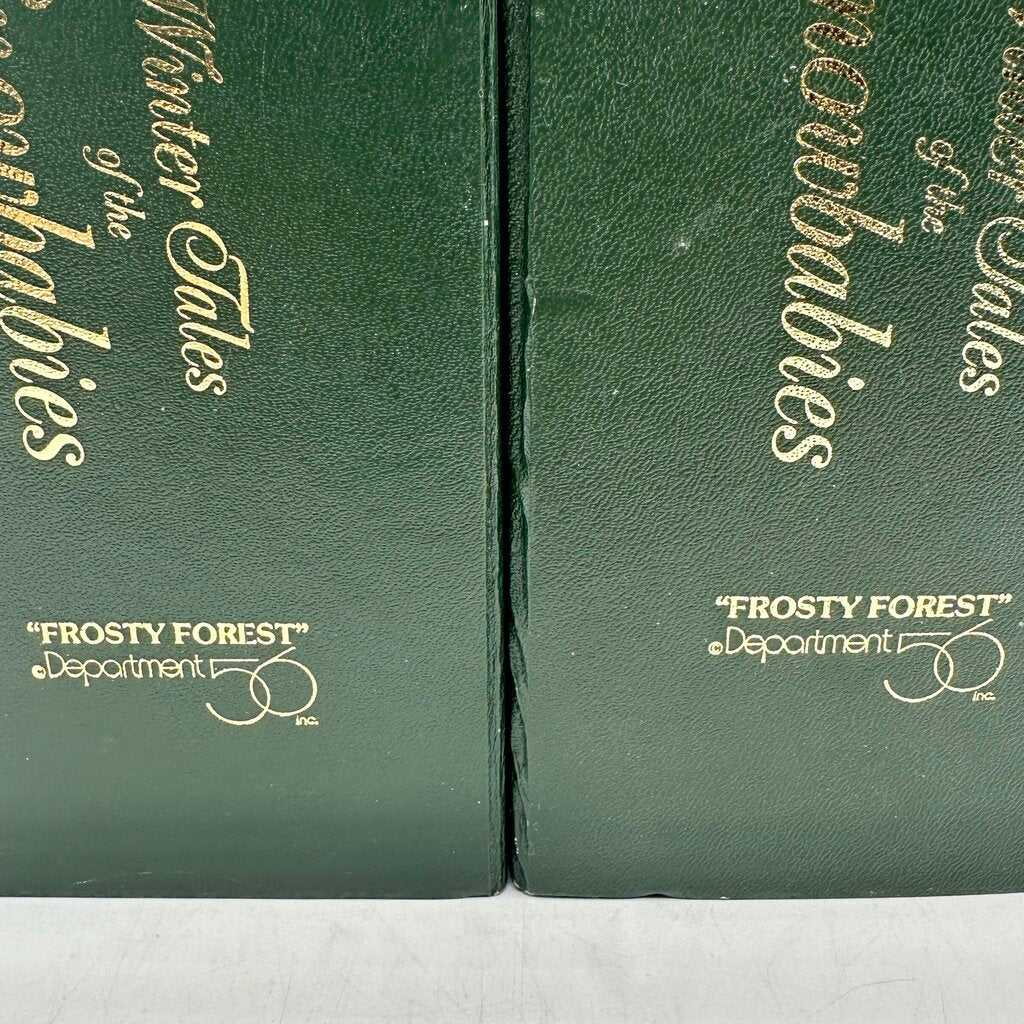 Winter Tales
of the
Snowbabies
"FROSTY FOREST"
©Department 56
inc.
Tales
of the
Snowbabies
"FROSTY FOREST"
©Department 56
inc.